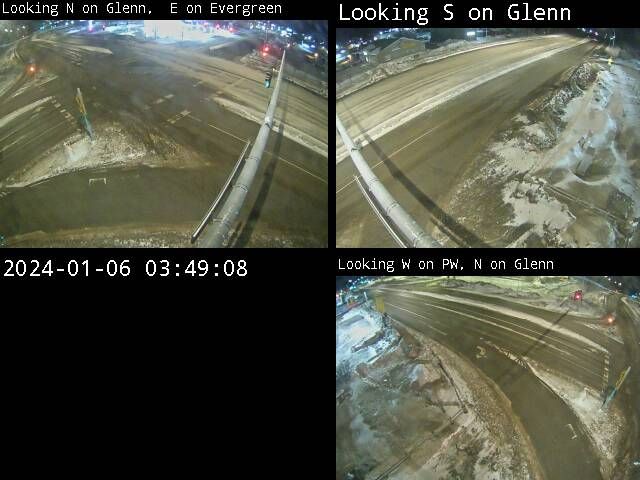 Looking N on Glenn, E on Evergreen
Looking S on Glenn
2024-01-06 03:49:08
Looking W on PW, N on Glenn